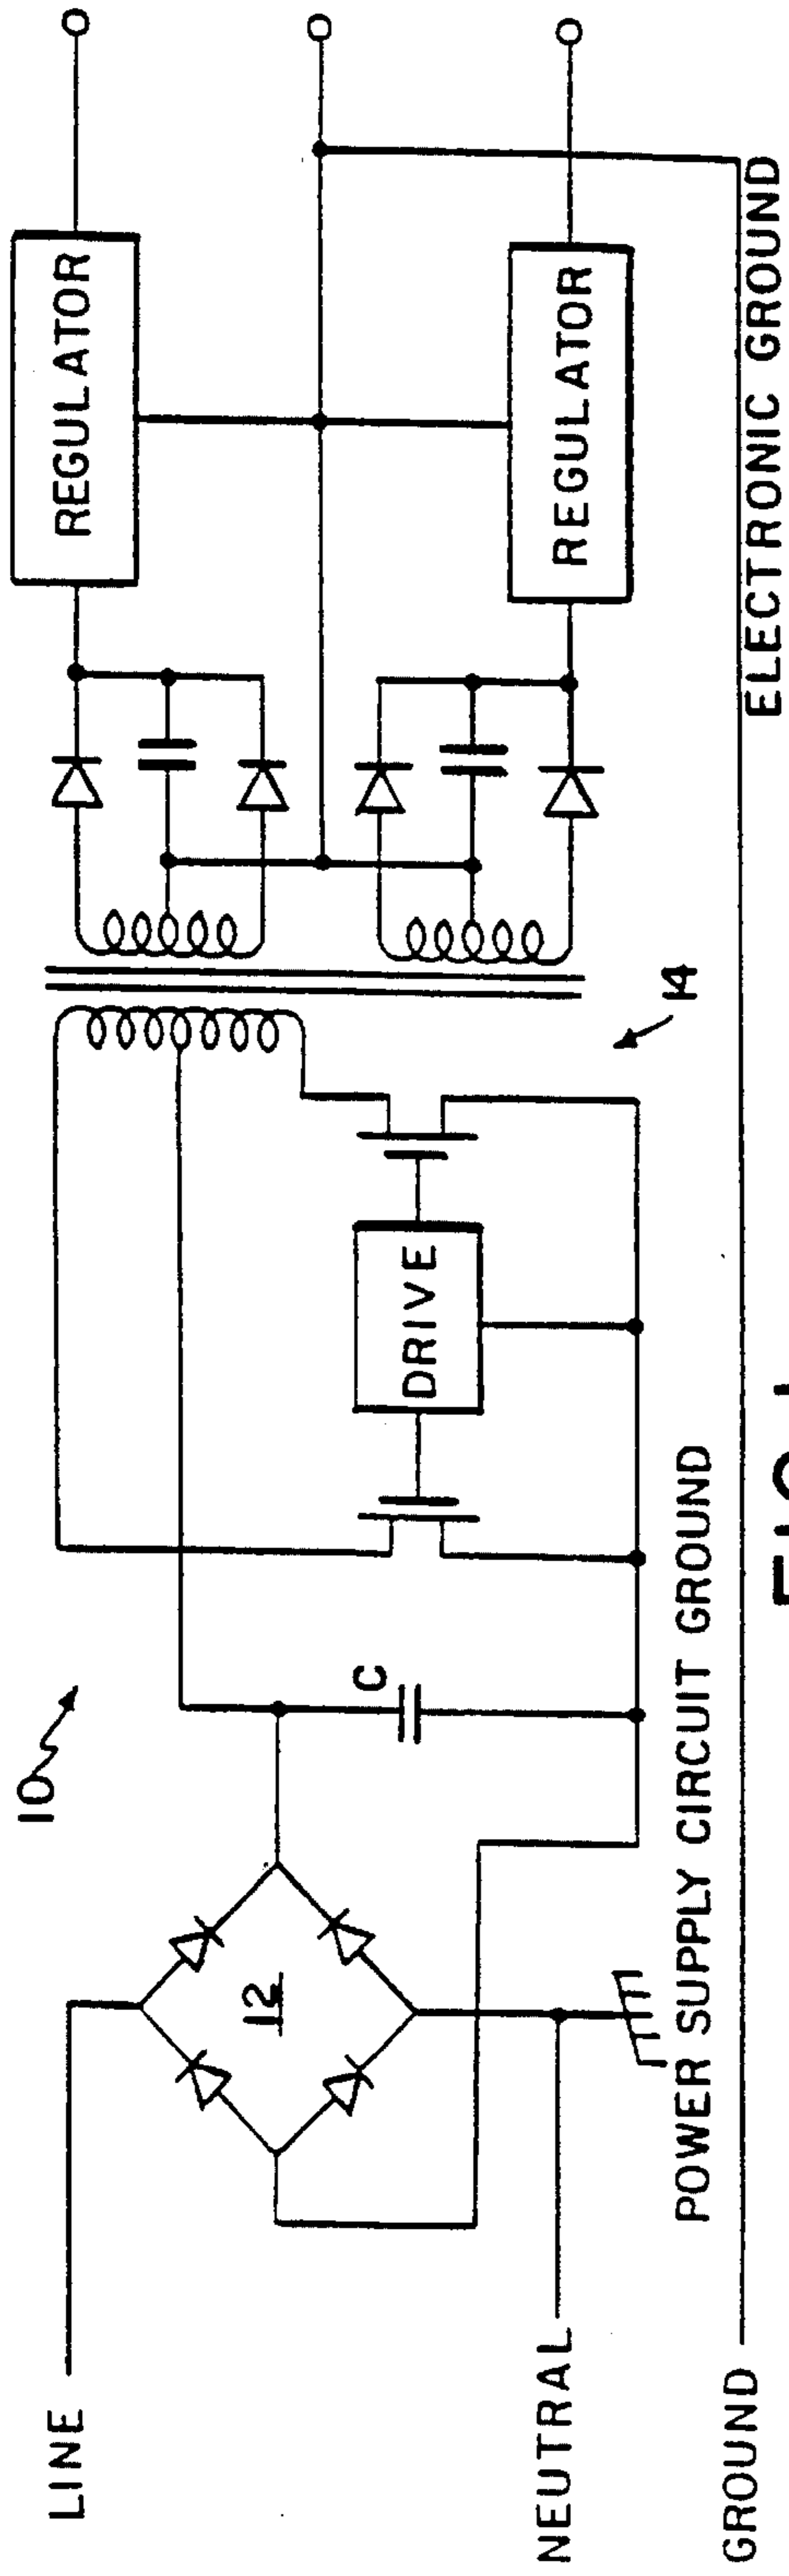 10
LINE
12
C
DRIVE
REGULATOR
REGULATOR
14
NEUTRAL
POWER SUPPLY CIRCUIT GROUND
GROUND
ELECTRONIC GROUND